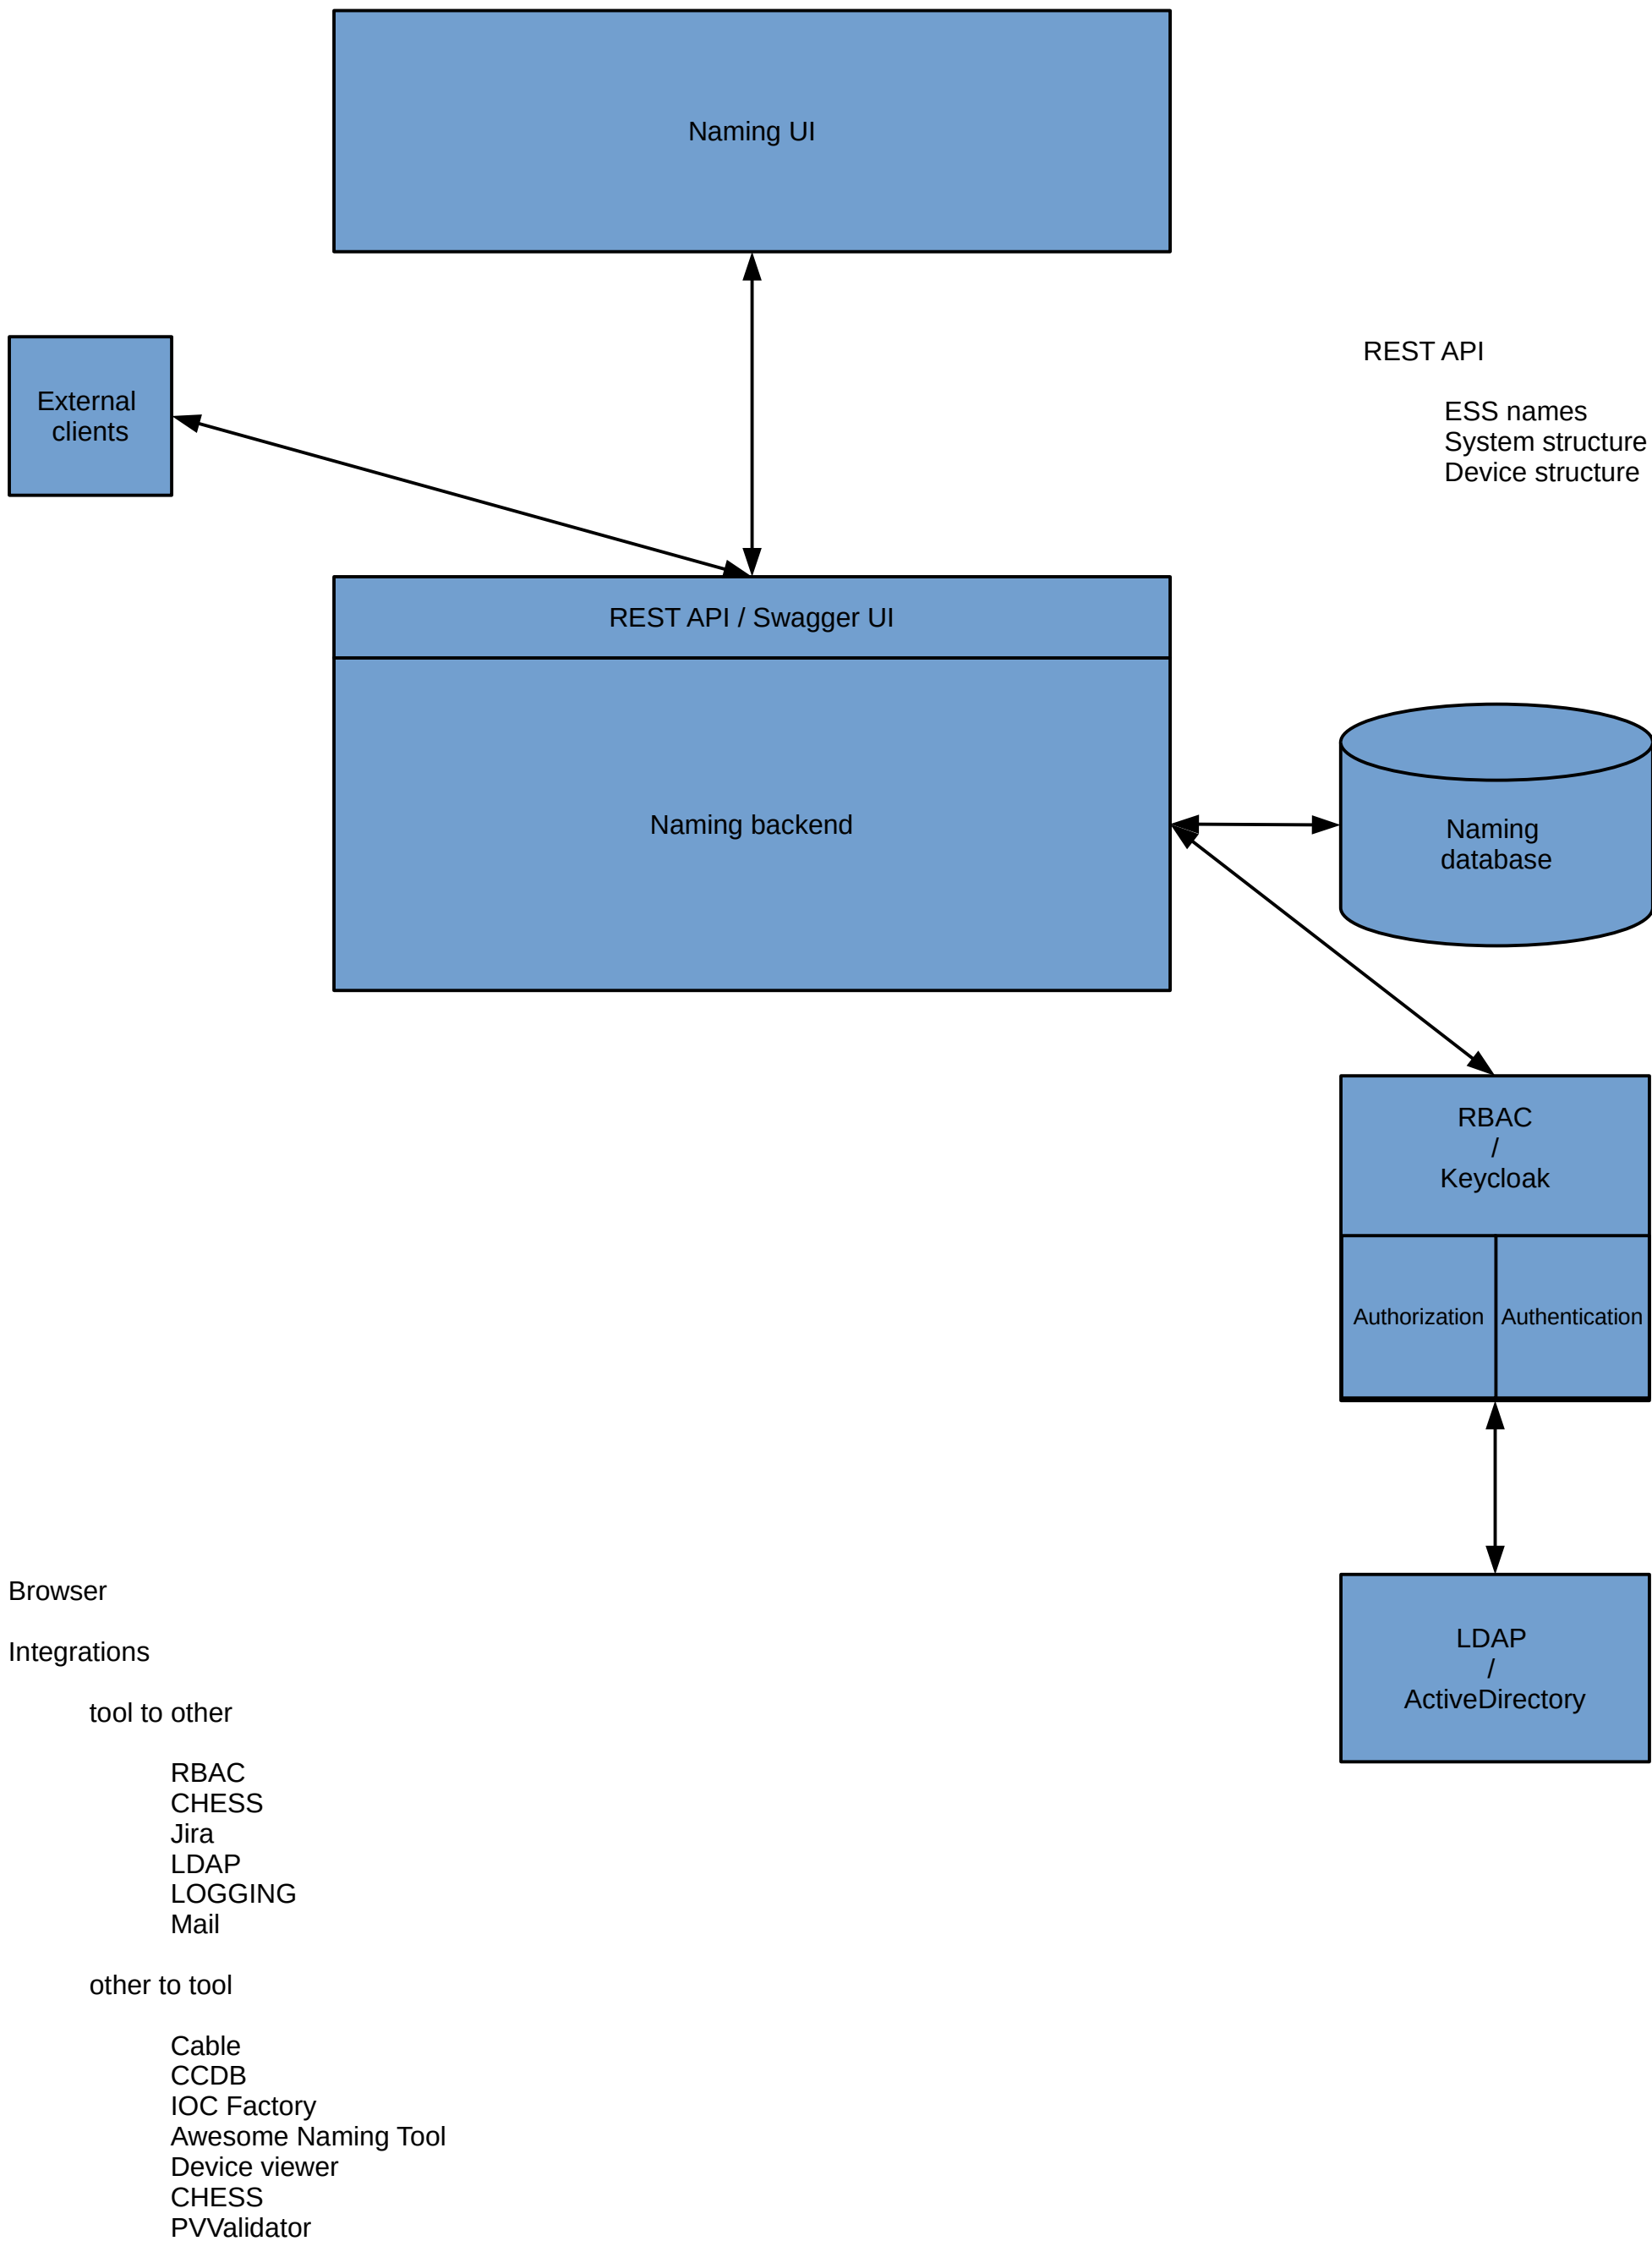 Naming UI
External
clients
REST API
ESS names
System structure
Device structure
REST API / Swagger UI
Naming backend
Naming
database
RBAC
/
Keycloak
Authorization
Authentication
LDAP
/
ActiveDirectory
Browser
Integrations
tool to other
RBAC
CHESS
Jira
LDAP
LOGGING
Mail
other to tool
Cable
CCDB
IOC Factory
Awesome Naming Tool
Device viewer
CHESS
PVValidator